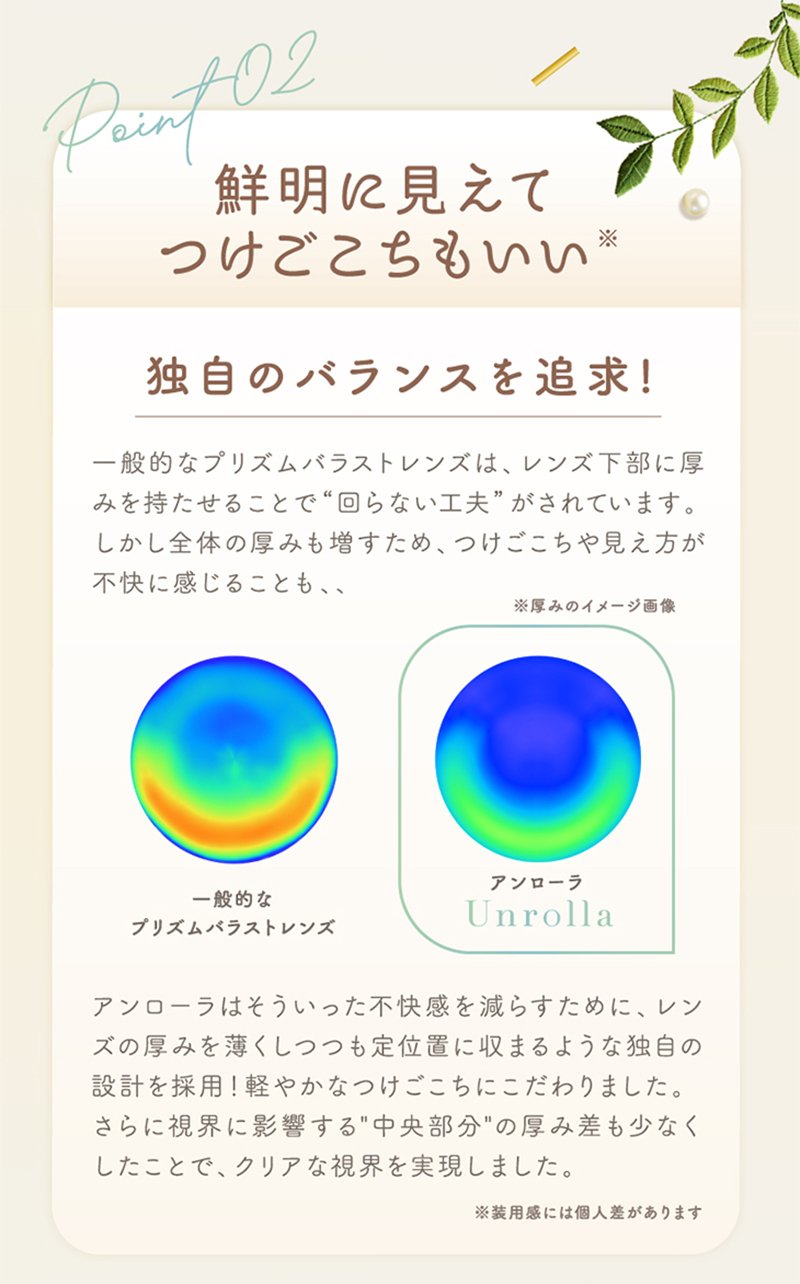 Point 02
鮮明に見えて
つけごこちもいい※
独自のバランスを追求!
一般的なプリズムバラストレンズは、レンズ下部に厚
みを持たせることで“回らない工夫”がされています。
しかし全体の厚みも増すため、つけごこちや見え方が
不快に感じることも、、
※厚みのイメージ画像
一般的な
プリズムバラストレンズ
アンローラ
Unrolla
アンローラはそういった不快感を減らすために、レン
ズの厚みを薄くしつつも定位置に収まるような独自の
設計を採用!軽やかなつけごこちにこだわりました。
さらに視界に影響する"中央部分"の厚み差も少なく
したことで、クリアな視界を実現しました。
※装用感には個人差があります